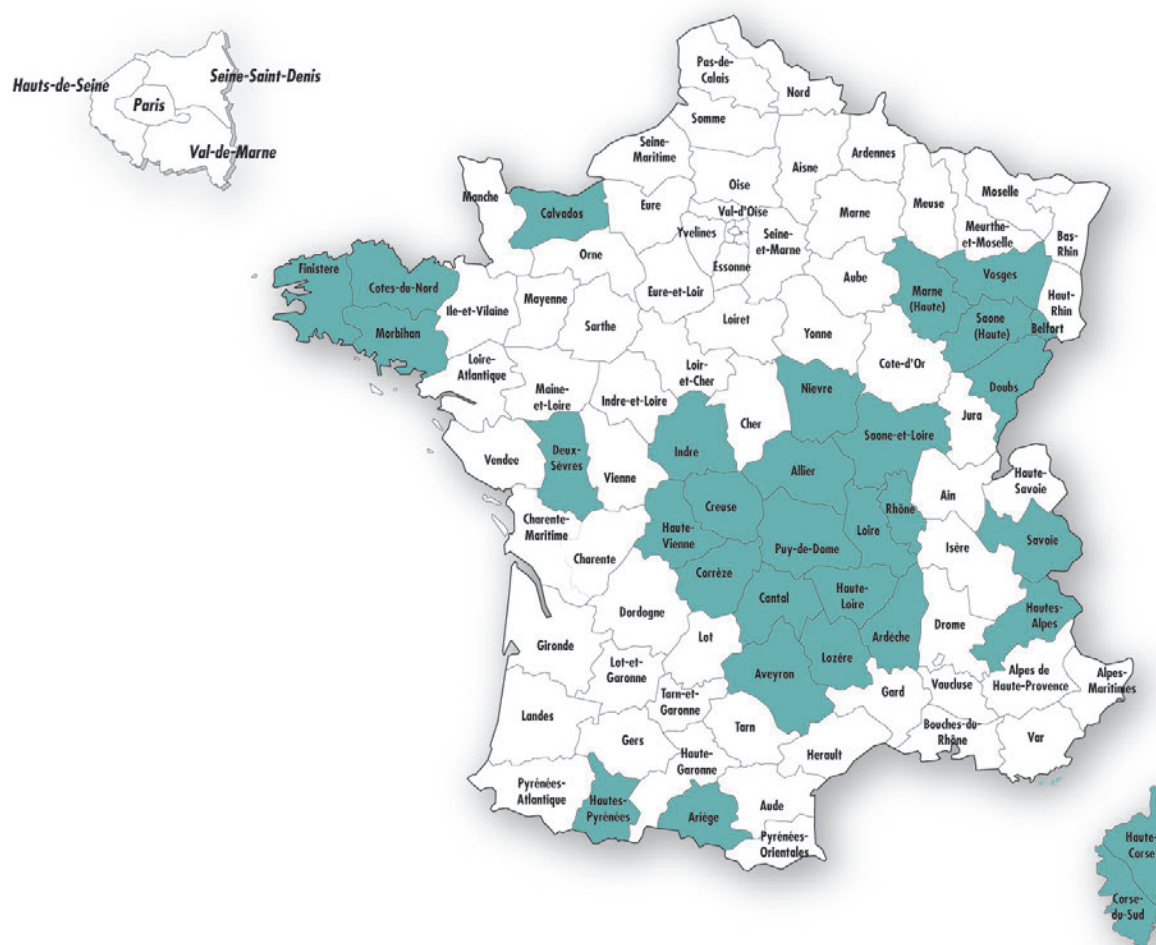 Hauts-de-Seine
Seine-Saint-Denis
Paris
Val-de-Marne
Pas-de-
Calais
Nord
Somme
Seine-
Maritime
Aisne
Ardennes
Oise
Manche
Calvados
Eure
Val-d'Oise
Marne
Meuse
Moselle
Yvelines
Seine-
et-Marne
Meurthe-
et-Moselle
Bas-
Rhin
Orne
Essonne
Aube
Finistere
Cotes-du-Nord
Vosges
Marne
(Haute)
Haut-
Rhin
Ile-et-Vilaine
Mayenne
Eure-et-Loir
Morbihan
Sarthe
Loiret
Yonne
Saone
(Haute)
Belfort
Loire-
Atlantique
Loir-
et-Cher
Cote-d'Or
Maine-
et-Loire
Indre-et-Loire
Nievre
Doubs
Cher
Jura
Vendee
Deux-
Sèvres
Vienne
Indre
Saone-et-Loire
Allier
Haute-
Savoie
Ain
Creuse
Rhône
Charente-
Maritime
Haute-
Vienne
Loire
Charente
Puy-de-Dome
Isère
Savoie
Corrèze
Cantal
Haute-
Loire
Dordogne
Hautes-
Alpes
Gironde
Lot
Ardéche
Drome
Lot-et-
Garonne
Aveyron
Lozére
Alpes de
Haute-Provence
Alpes-
Maritimes
Landes
Tarn-et-
Garonne
Gard
Vaucluse
Gers
Tarn
Bouches-du-
Rhône
Var
Herault
Haute-
Garonne
Pyrénées-
Atlantique
Hautes-
Pyrénées
Ariége
Aude
Pyrénées-
Orientales
Haute-
Corse
Corse-
du-Sud